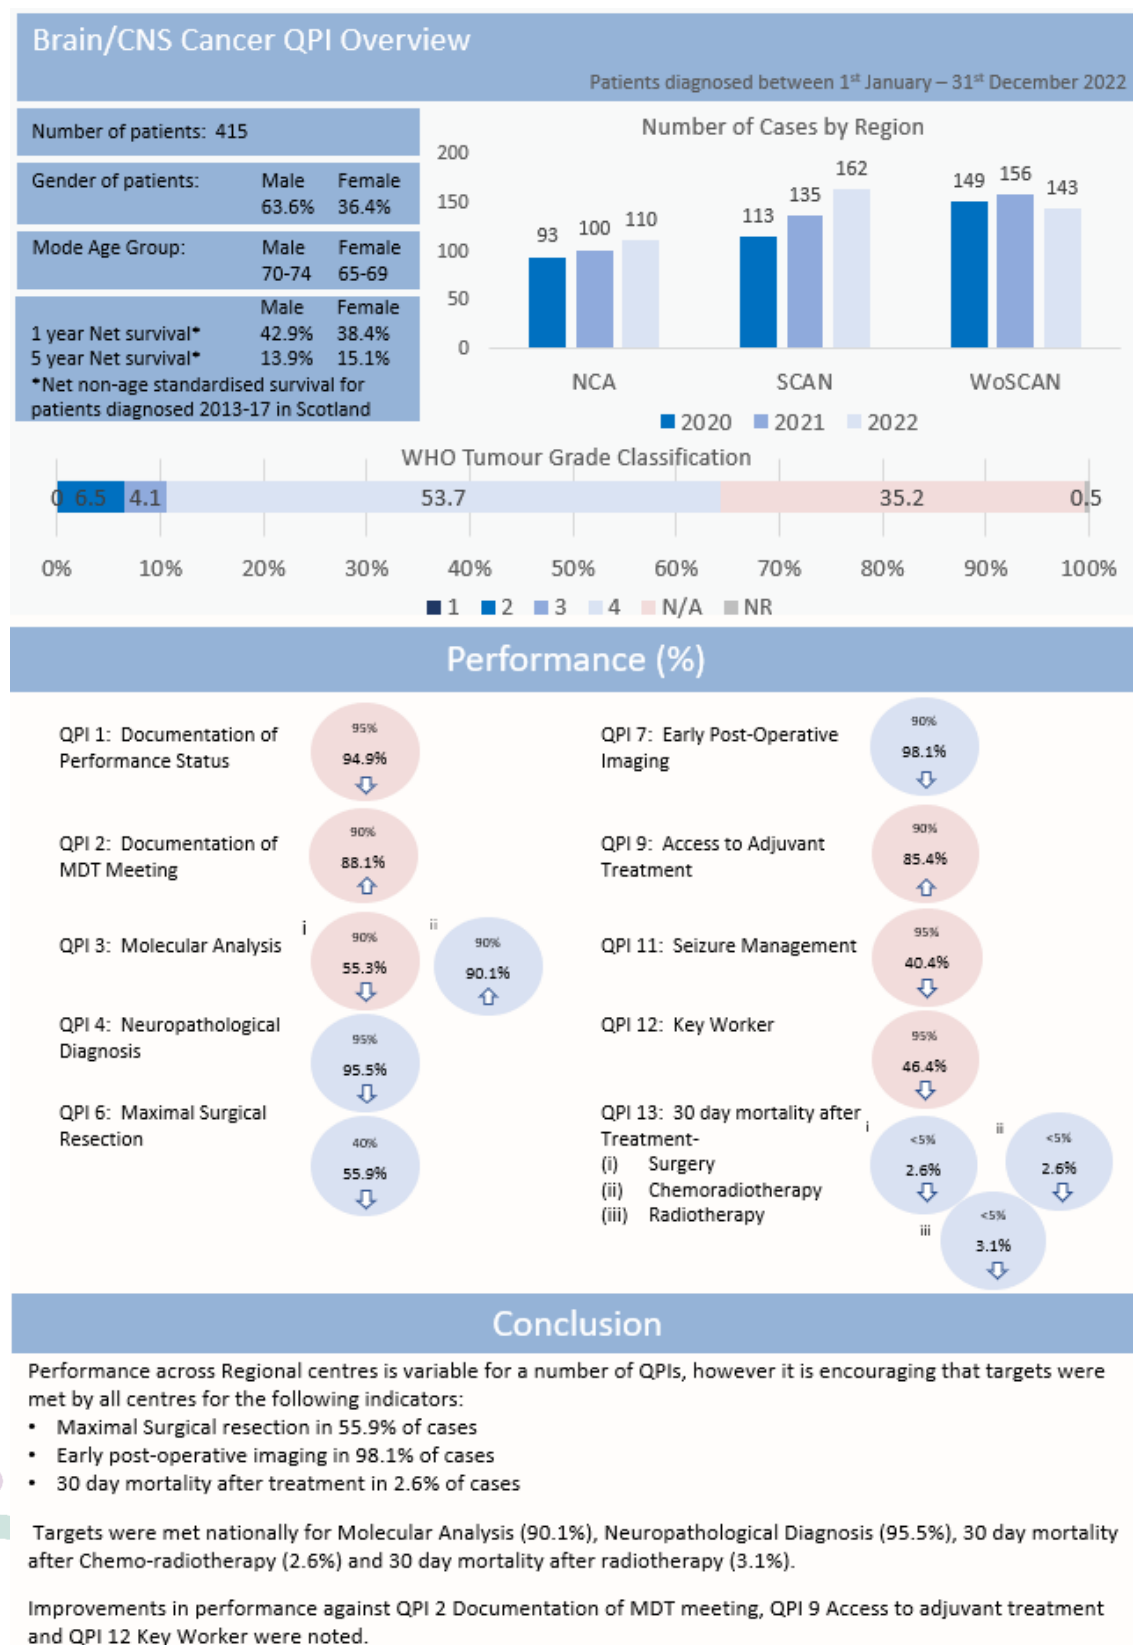 Brain/CNS Cancer QPI Overview
Patients diagnosed between 1st January – 31st December 2022
Number of patients: 415
Gender of patients: Male Female
63.6% 36.4%
Mode Age Group: Male Female
70-74 65-69
Male Female
1 year Net survival* 42.9% 38.4%
5 year Net survival* 13.9% 15.1%
*Net non-age standardised survival for
patients diagnosed 2013-17 in Scotland
Number of Cases by Region
200
150
100
50
0
93 100 110
113 135 162
149 156 143
NCA SCAN WoSCAN
2020 2021 2022
WHO Tumour Grade Classification
0 6.5 4.1 53.7 35.2 0.5
0% 10% 20% 30% 40% 50% 60% 70% 80% 90% 100%
1 2 3 4 N/A NR
Performance (%)
QPI 1: Documentation of
Performance Status
95%
94.9%
QPI 2: Documentation of
MDT Meeting
90%
88.1%
QPI 3: Molecular Analysis
i
90%
55.3%
ii
90%
90.1%
QPI 4: Neuropathological
Diagnosis
95%
95.5%
QPI 6: Maximal Surgical
Resection
40%
55.9%
QPI 7: Early Post-Operative
Imaging
90%
98.1%
QPI 9: Access to Adjuvant
Treatment
90%
85.4%
QPI 11: Seizure Management
95%
40.4%
QPI 12: Key Worker
95%
46.4%
QPI 13: 30 day mortality after
Treatment-
(i) Surgery
(ii) Chemoradiotherapy
(iii) Radiotherapy
i
<5%
2.6%
ii
<5%
2.6%
iii
<5%
3.1%
Conclusion
Performance across Regional centres is variable for a number of QPIs, however it is encouraging that targets were
met by all centres for the following indicators:
• Maximal Surgical resection in 55.9% of cases
• Early post-operative imaging in 98.1% of cases
• 30 day mortality after treatment in 2.6% of cases
Targets were met nationally for Molecular Analysis (90.1%), Neuropathological Diagnosis (95.5%), 30 day mortality
after Chemo-radiotherapy (2.6%) and 30 day mortality after radiotherapy (3.1%).
Improvements in performance against QPI 2 Documentation of MDT meeting, QPI 9 Access to adjuvant treatment
and QPI 12 Key Worker were noted.